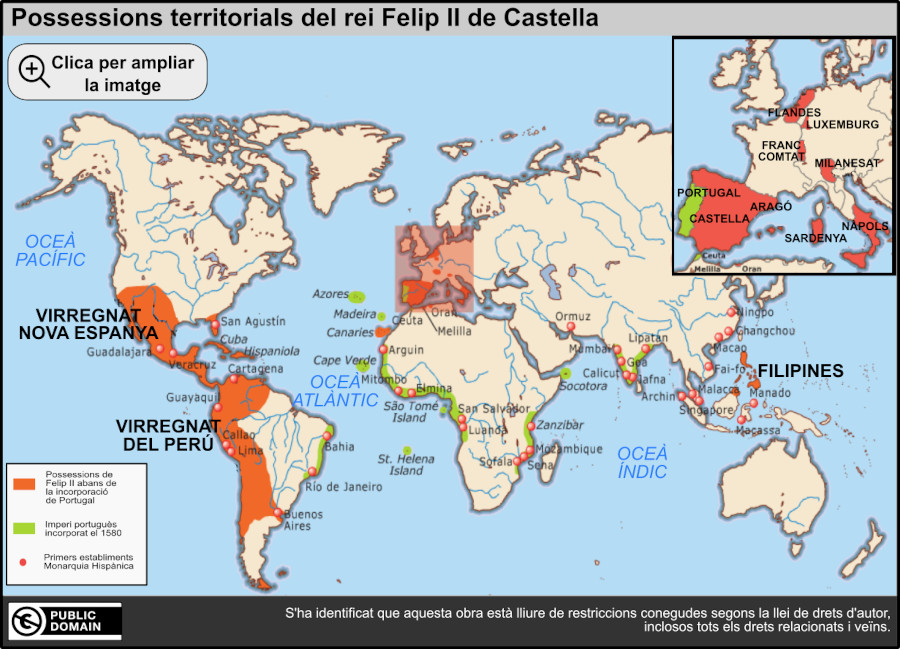 Possessions territorials del rei Felip II de Castella
Clica per ampliar
la imatge
FLANDES
LUXEMBURG
FRANC
COMTAT
MILANESAT
PORTUGAL
ARAGÓ
CASTELLA
NÀPOLS
SARDENYA
Ceuta
Melilla
Oran
OCEÀ
PACÍFIC
VIRREGNAT
NOVA ESPANYA
Guadalajara
Veracruz
San Agustín
Cuba
Hispaniola
Cartagena
Guayaquil
VIRREGNAT
DEL PERÚ
Callao
Lima
Bahia
Río de Janeiro
Buenos
Aires
Azores
Madeira
Canaries
Ceuta
Oran
Melilla
Arguin
Cape Verde
OCEÀ
ATLÀNTIC
Mitombo
Elmina
São Tomé
Island
San Salvador
Luanda
St. Helena
Island
Zanzibar
Mozambique
Sena
Sofala
Socotora
Ormuz
Mumbai
Lipatán
Goa
Calicut
Jafna
Archin
Ningpo
Changchou
Macao
Fai-fo
FILIPINES
Malacca
Manado
Singapore
Macassa
OCEÀ
ÍNDIC
Possessions de
Felip II abans de
la incorporació
de Portugal
Imperi portuguès
incorporat el 1580
Primers establiments
Monarquia Hispànica
PUBLIC
DOMAIN
S'ha identificat que aquesta obra està lliure de restriccions conegudes segons la llei de drets d'autor,
inclosos tots els drets relacionats i veïns.